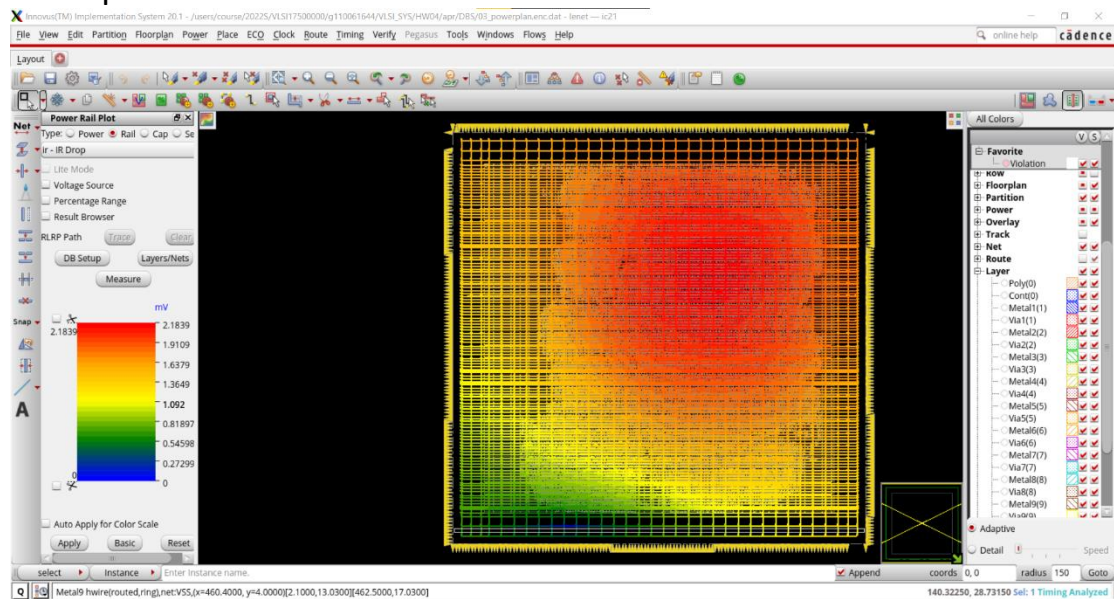 Innovus(TM) Implementation System 20.1 - /users/course/2022S/VLSI17500000/g110061644/VLSI_SYS/HW04/apr/DBS/03_powerplan.enc.dat - lenet — ic21
File View Edit Partition Floorplan Power Place ECO Clock Route Timing Verify Pegasus Tools Windows Flows Help
online help cādence
Layout
Power Rail Plot
All Colors
Net
Type: Power Rail Cap Se
V S
ir - IR Drop
Favorite
Violation
Lite Mode
Row
Voltage Source
Floorplan
Percentage Range
Partition
Result Browser
Power
Overlay
RLRP Path Trace Clear
Track
DB Setup Layers/Nets
Net
Route
Measure
Layer
Poly(0)
Cont(0)
Metal1(1)
Via1(1)
Metal2(2)
Via2(2)
Metal3(3)
Via3(3)
Metal4(4)
Via4(4)
Metal5(5)
Via5(5)
Metal6(6)
Via6(6)
Metal7(7)
Via7(7)
Metal8(8)
Via8(8)
Metal9(9)
Via9(9)
mV
Snap
2.1839
2.1839
1.9109
1.6379
1.3649
1.092
0.81897
0.54598
0.27299
0
0
A
Auto Apply for Color Scale
Apply Basic Reset
Adaptive
Detail Speed
select Instance Enter Instance name.
Append coords 0, 0 radius 150 Goto
Q Metal9 hwire(routed,ring),net:VSS,(x=460.4000, y=4.0000)[2.1000,13.0300][462.5000,17.0300]
140.32250, 28.73150 Sel: 1 Timing Analyzed